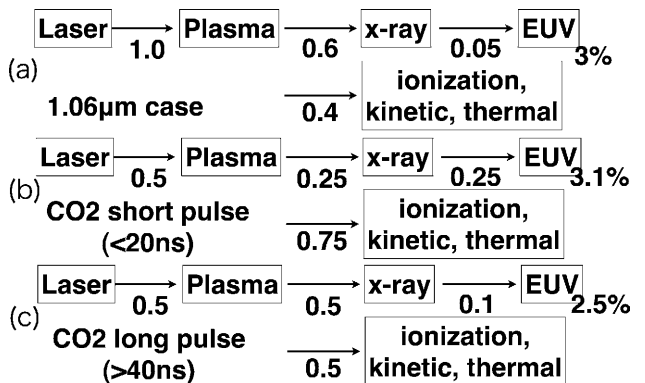 Laser Plasma x-ray EUV
1.0 0.6 0.05 3%
(a)
ionization,
1.06µm case 0.4 kinetic, thermal
Laser Plasma x-ray EUV
0.5 0.25 0.25 3.1%
(b)
CO2 short pulse ionization,
(<20ns) 0.75 kinetic, thermal
Laser Plasma x-ray EUV
0.5 0.5 0.1 2.5%
(c)
CO2 long pulse ionization,
(>40ns) 0.5 kinetic, thermal